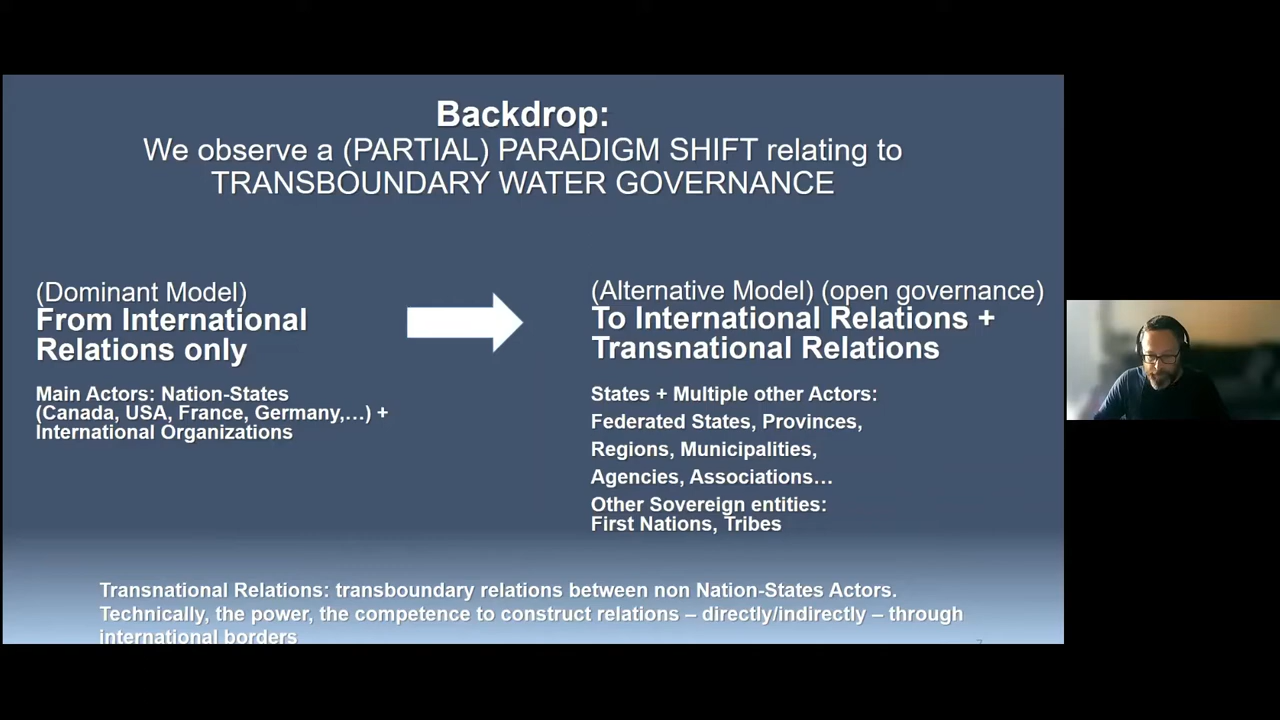 Backdrop:
We observe a (PARTIAL) PARADIGM SHIFT relating to
TRANSBOUNDARY WATER GOVERNANCE
(Dominant Model)
From International
Relations only
Main Actors: Nation-States
(Canada, USA, France, Germany,…) +
International Organizations
(Alternative Model) (open governance)
To International Relations +
Transnational Relations
States + Multiple other Actors:
Federated States, Provinces,
Regions, Municipalities,
Agencies, Associations…
Other Sovereign entities:
First Nations, Tribes
Transnational Relations: transboundary relations between non Nation-States Actors.
Technically, the power, the competence to construct relations – directly/indirectly – through
international borders